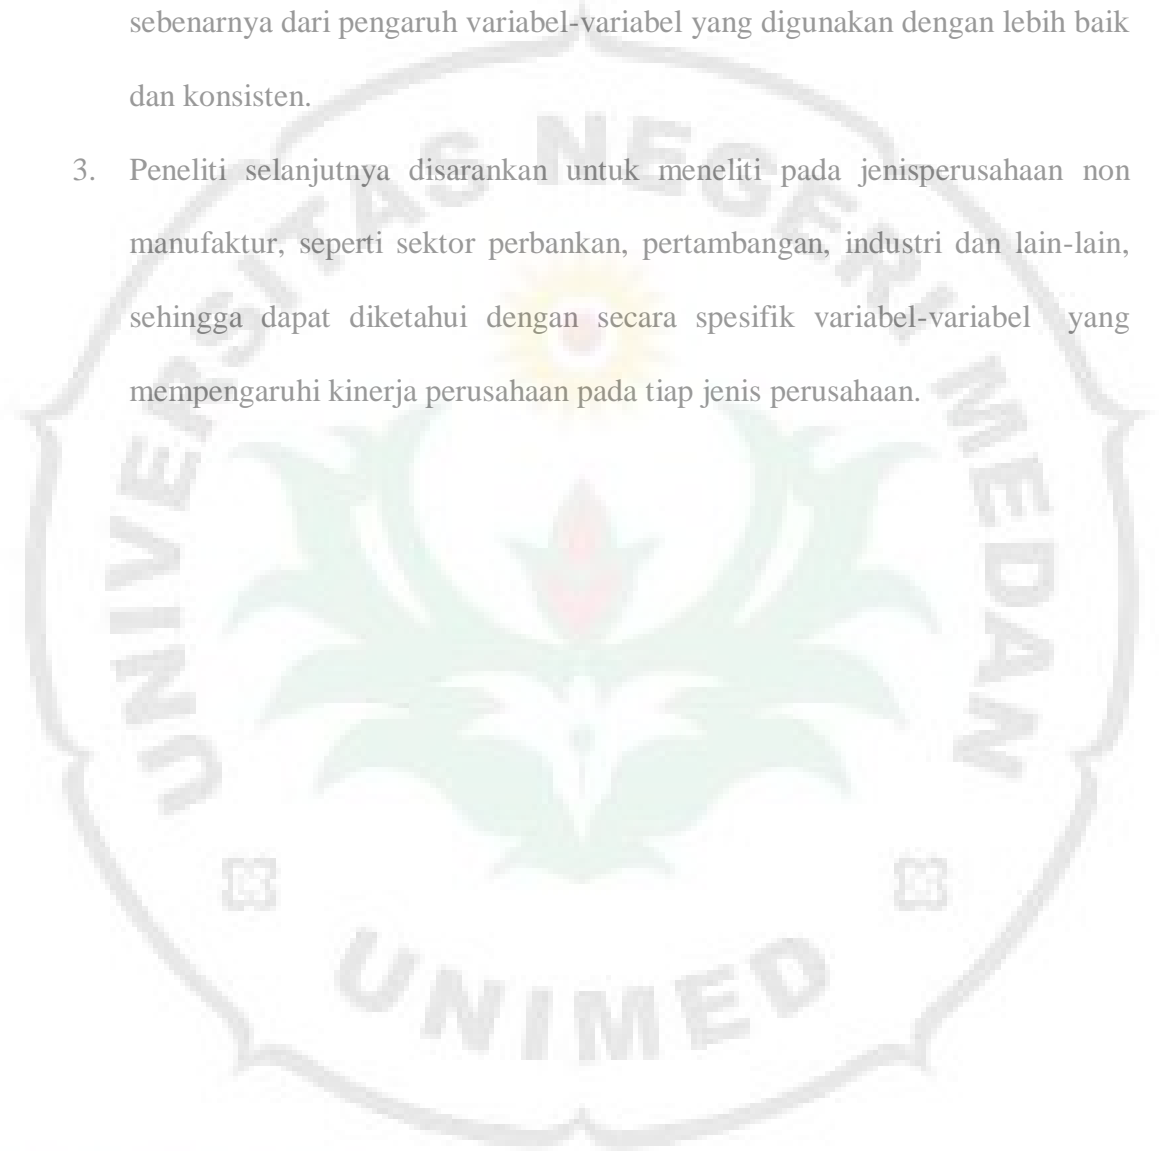 sebenarnya dari pengaruh variabel-variabel yang digunakan dengan lebih baik
dan konsisten.
3. Peneliti selanjutnya disarankan untuk meneliti pada jenisperusahaan non
manufaktur, seperti sektor perbankan, pertambangan, industri dan lain-lain,
sehingga dapat diketahui dengan secara spesifik variabel-variabel yang
mempengaruhi kinerja perusahaan pada tiap jenis perusahaan.
UNIVERSITAS NEGERI MEDAN
UNIMED